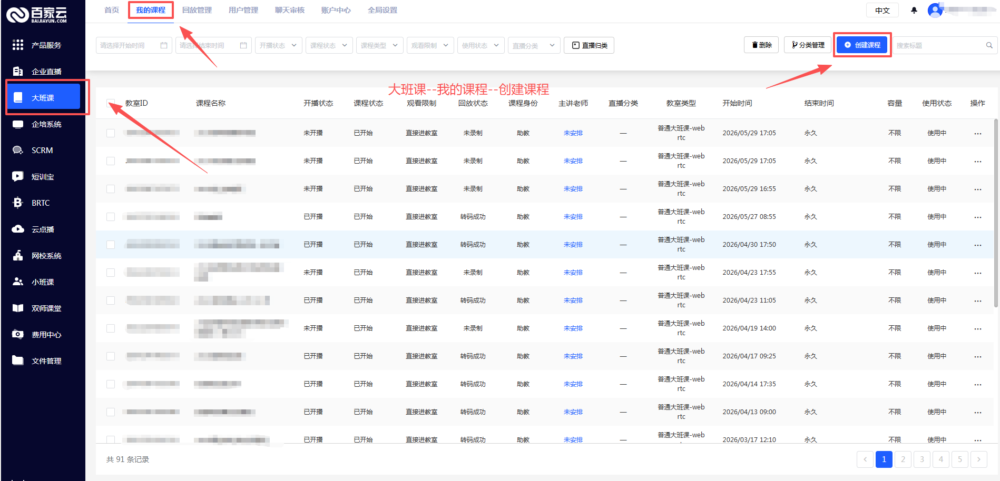 百家云
BAIJIAYUN.COM
首页 我的课程 回放管理 用户管理 聊天审核 账户中心 全局设置
中文
产品服务
企业直播
大班课
企培系统
SCRM
短训宝
BRTC
云点播
网校系统
小班课
双师课堂
费用中心
文件管理
请选择开始时间 请选择结束时间 开播状态 课程状态 课程类型 观看限制 使用状态 直播分类 直播归类 删除 分类管理 创建课程 搜索标题
大班课--我的课程--创建课程
教室ID 课程名称 开播状态 课程状态 观看限制 回放状态 课程身份 主讲老师 直播分类 教室类型 开始时间 结束时间 容量 使用状态 操作
未开播 已开始 直接进教室 未录制 助教 未安排 — 普通大班课-web 2026/05/29 17:05 永久 不限 使用中 ...
rtc
未开播 已开始 直接进教室 未录制 助教 未安排 — 普通大班课-web 2026/05/29 17:05 永久 不限 使用中 ...
rtc
未开播 已开始 直接进教室 未录制 助教 未安排 — 普通大班课-web 2026/05/29 16:55 永久 不限 使用中 ...
rtc
已开播 已开始 直接进教室 转码成功 助教 未安排 — 普通大班课-web 2026/05/27 08:55 永久 不限 使用中 ...
rtc
已开播 已开始 直接进教室 转码成功 助教 未安排 — 普通大班课-web 2026/04/30 17:50 永久 不限 使用中 ...
rtc
未开播 已开始 直接进教室 未录制 助教 未安排 — 普通大班课-web 2026/04/23 17:55 永久 不限 使用中 ...
rtc
已开播 已开始 直接进教室 转码成功 助教 未安排 — 普通大班课-web 2026/04/23 11:05 永久 不限 使用中 ...
rtc
未开播 已开始 直接进教室 未录制 助教 未安排 — 普通大班课-web 2026/04/19 14:00 永久 不限 使用中 ...
rtc
已开播 已开始 直接进教室 转码成功 助教 未安排 — 普通大班课-web 2026/04/17 09:25 永久 不限 使用中 ...
rtc
已开播 已开始 直接进教室 转码成功 助教 未安排 — 普通大班课-web 2026/04/14 17:35 永久 不限 使用中 ...
rtc
已开播 已开始 直接进教室 转码成功 助教 未安排 — 普通大班课-web 2026/04/13 09:00 永久 不限 使用中 ...
rtc
已开播 已开始 直接进教室 转码成功 助教 未安排 — 普通大班课-web 2026/03/17 12:10 永久 不限 使用中 ...
共 91 条记录
< 1 2 3 4 5 >